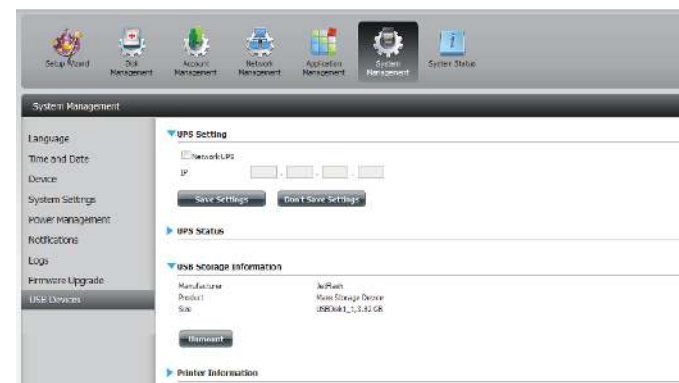 Setup Wizard
Disk Management
Account Management
Network Management
Application Management
System Management
System Status
System Management
Language
Time and Date
Device
System Settings
Power Management
Notifications
Logs
Firmware Upgrade
USB Devices
UPS Setting
Network UPS
IP . . .
Save Settings Don't Save Settings
UPS Status
USB Storage Information
Manufacturer JetFlash
Product Mass Storage Device
Size USBDisk1_1,3.92 GB
Unmount
Printer Information